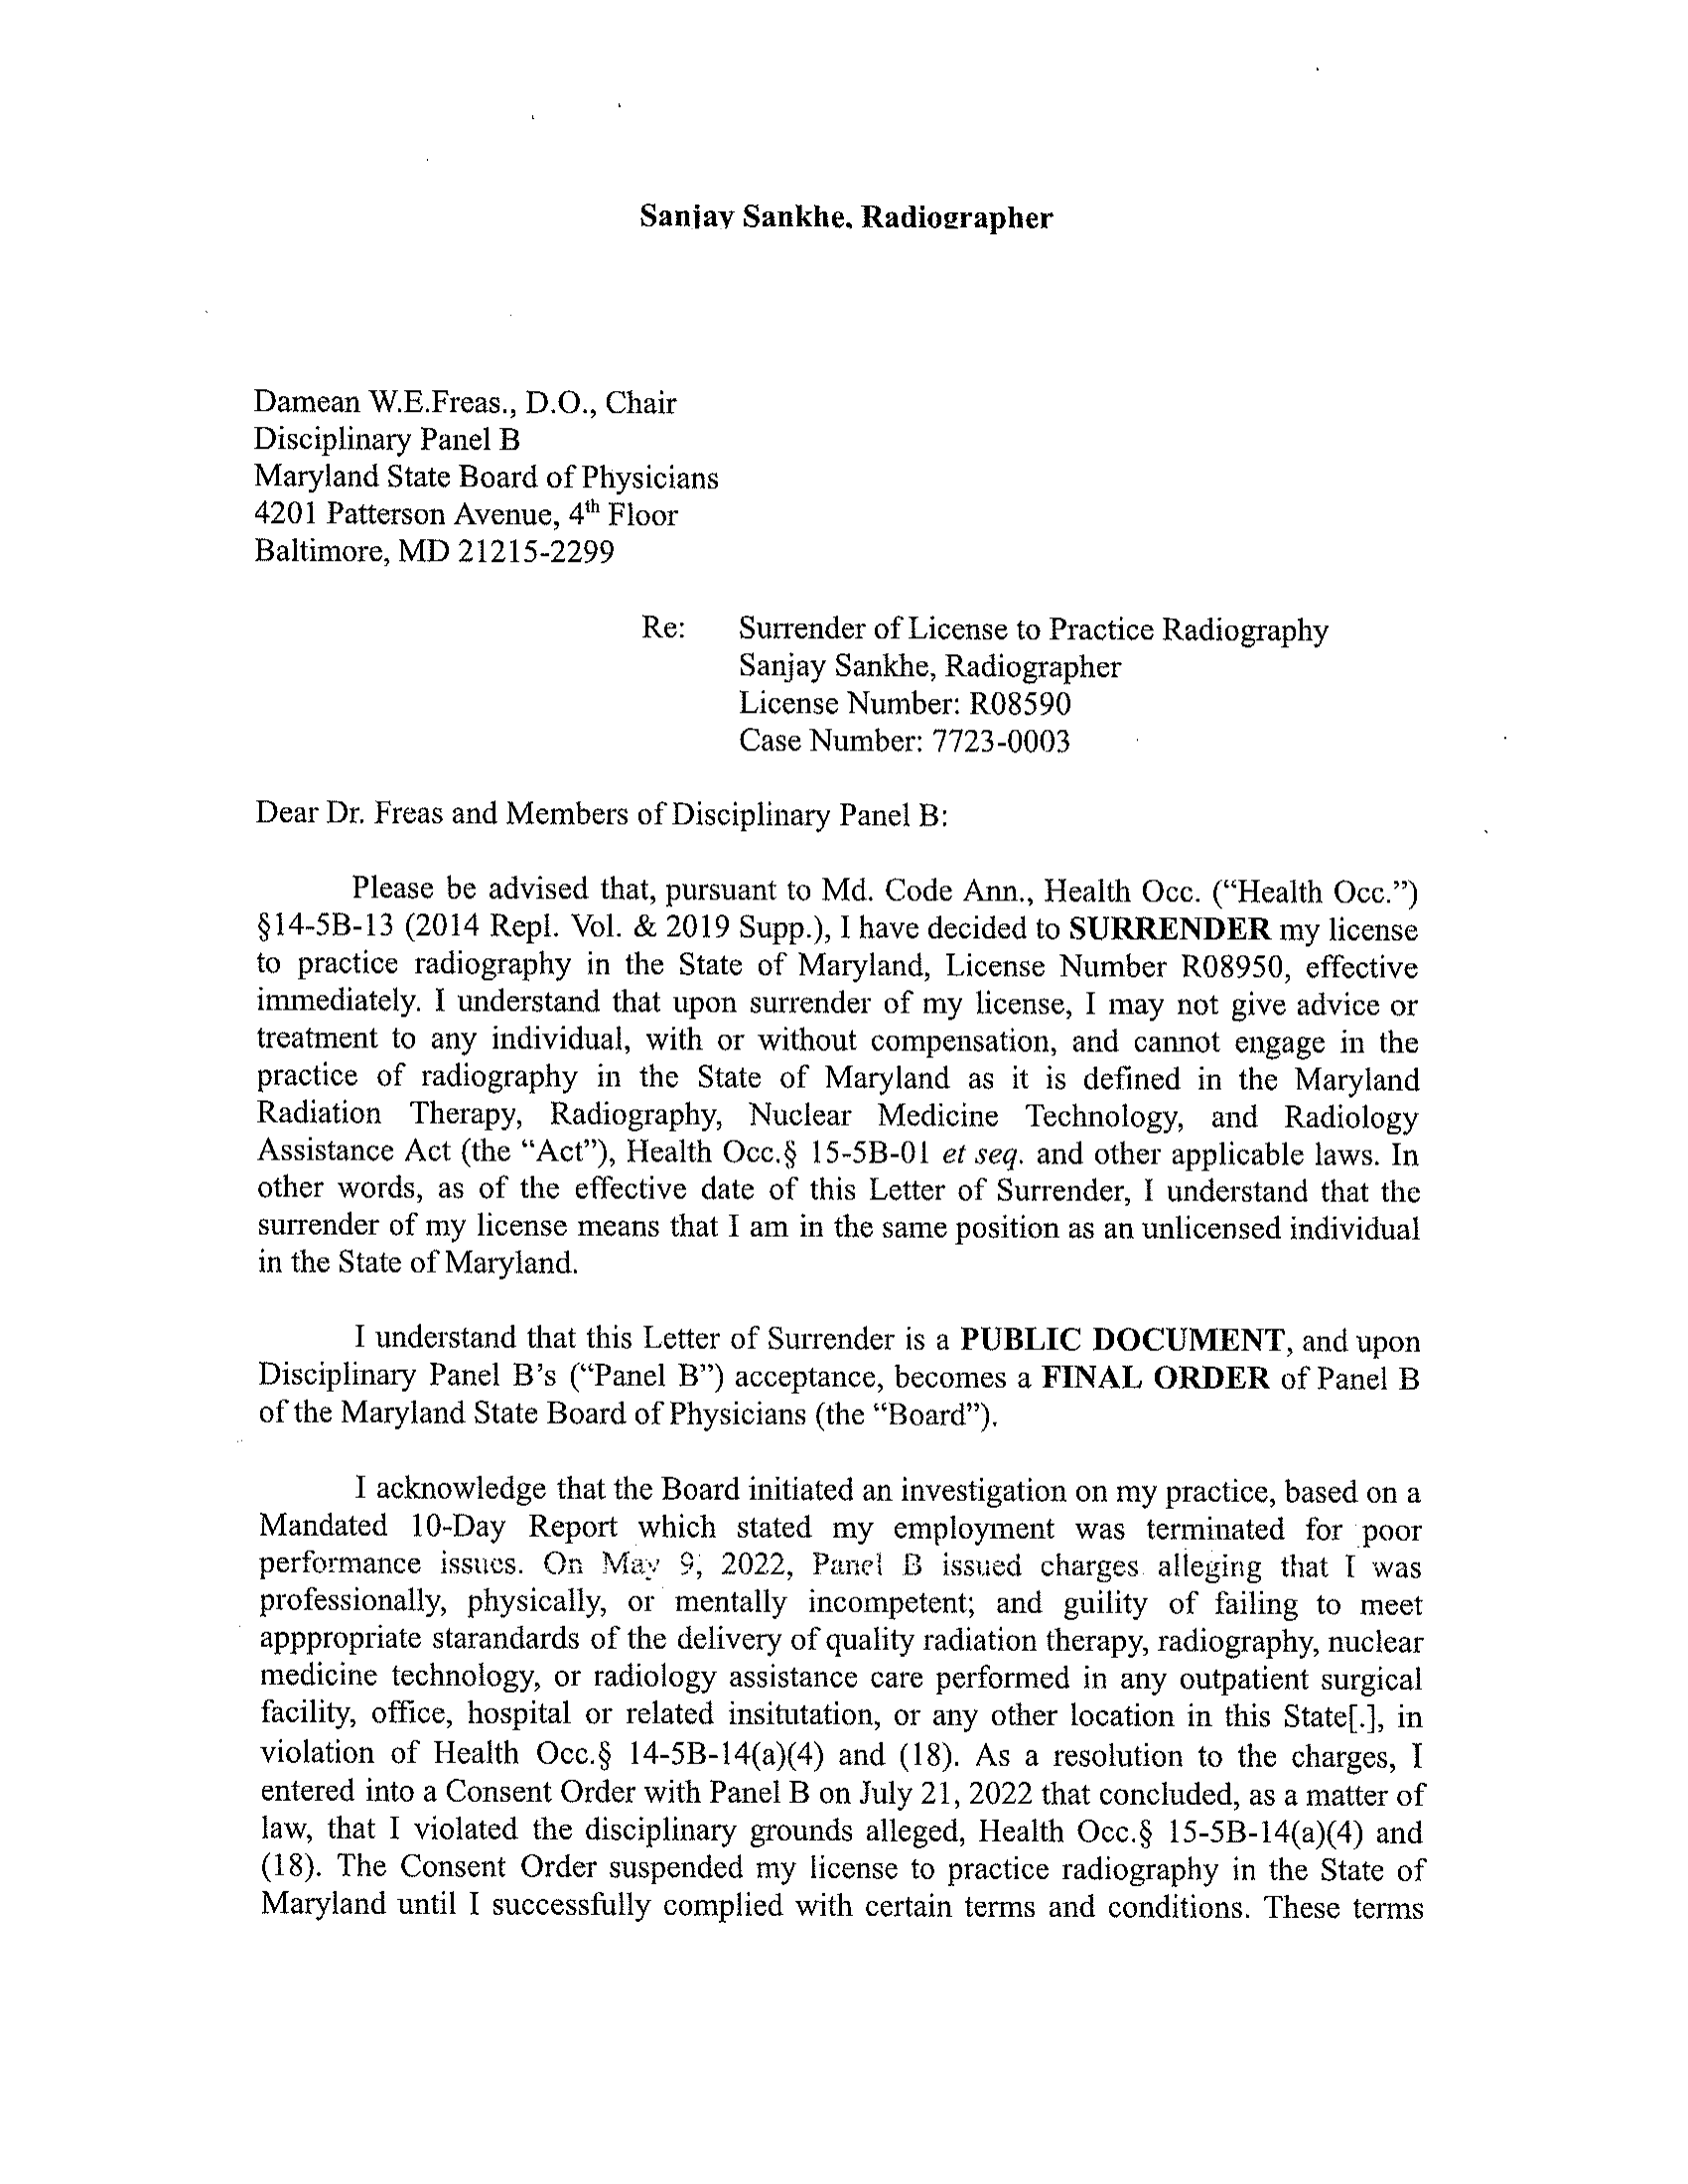 Sanjay Sankhe, Radiographer
Damean W.E.Freas., D.O., Chair
Disciplinary Panel B
Maryland State Board of Physicians
4201 Patterson Avenue, 4th Floor
Baltimore, MD 21215-2299
Re: Surrender of License to Practice Radiography
Sanjay Sankhe, Radiographer
License Number: R08590
Case Number: 7723-0003
Dear Dr. Freas and Members of Disciplinary Panel B:
Please be advised that, pursuant to Md. Code Ann., Health Occ. (“Health Occ.”)
§14-5B-13 (2014 Repl. Vol. & 2019 Supp.), I have decided to SURRENDER my license
to practice radiography in the State of Maryland, License Number R08950, effective
immediately. I understand that upon surrender of my license, I may not give advice or
treatment to any individual, with or without compensation, and cannot engage in the
practice of radiography in the State of Maryland as it is defined in the Maryland
Radiation Therapy, Radiography, Nuclear Medicine Technology, and Radiology
Assistance Act (the “Act”), Health Occ.§ 15-5B-01 et seq. and other applicable laws. In
other words, as of the effective date of this Letter of Surrender, I understand that the
surrender of my license means that I am in the same position as an unlicensed individual
in the State of Maryland.
I understand that this Letter of Surrender is a PUBLIC DOCUMENT, and upon
Disciplinary Panel B’s (“Panel B”) acceptance, becomes a FINAL ORDER of Panel B
of the Maryland State Board of Physicians (the “Board”).
I acknowledge that the Board initiated an investigation on my practice, based on a
Mandated 10-Day Report which stated my employment was terminated for poor
performance issues. On May 9, 2022, Panel B issued charges alleging that I was
professionally, physically, or mentally incompetent; and guility of failing to meet
apppropriate starandards of the delivery of quality radiation therapy, radiography, nuclear
medicine technology, or radiology assistance care performed in any outpatient surgical
facility, office, hospital or related insitutation, or any other location in this State[.], in
violation of Health Occ.§ 14-5B-14(a)(4) and (18). As a resolution to the charges, I
entered into a Consent Order with Panel B on July 21, 2022 that concluded, as a matter of
law, that I violated the disciplinary grounds alleged, Health Occ.§ 15-5B-14(a)(4) and
(18). The Consent Order suspended my license to practice radiography in the State of
Maryland until I successfully complied with certain terms and conditions. These terms